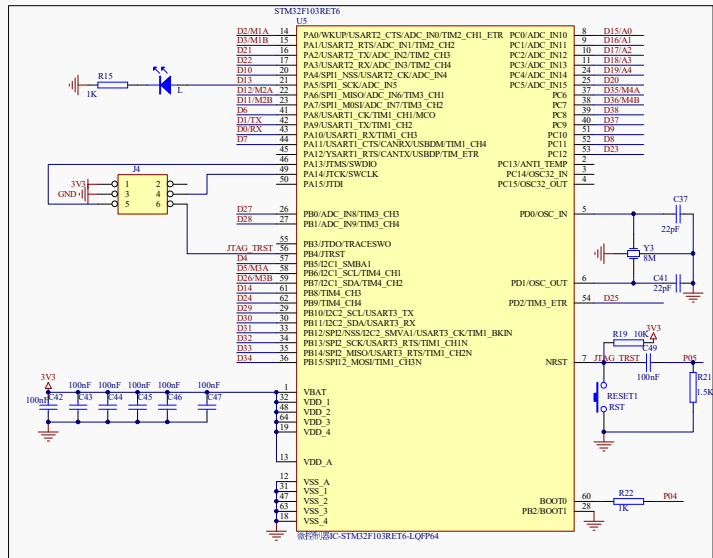 STM32F103RET6
U5
D2/M1A 14 PA0/WKUP/USART2_CTS/ADC_IN0/TIM2_CH1_ETR PC0/ADC_IN10 8 D15/A0
D3/M1B 15 PA1/USART2_RTS/ADC_IN1/TIM2_CH2 PC1/ADC_IN11 9 D16/A1
D21 16 PA2/USART2_TX/ADC_IN2/TIM2_CH3 PC2/ADC_IN12 10 D17/A2
D22 17 PA3/USART2_RX/ADC_IN3/TIM2_CH4 PC3/ADC_IN13 11 D18/A3
D10 20 PA4/SPI1_NSS/USART2_CK/ADC_IN4 PC4/ADC_IN14 24 D19/A4
R15 L D13 21 PA5/SPI1_SCK/ADC_IN5 PC5/ADC_IN15 25 D20
1K D12/M2A 22 PA6/SPI1_MISO/ADC_IN6/TIM3_CH1 PC6 37 D35/M4A
D11/M2B 23 PA7/SPI1_M0SI/ADC_IN7/TIM3_CH2 PC7 38 D36/M4B
D6 41 PA8/USART1_CK/TIM1_CH1/MCO PC8 39 D38
D1/TX 42 PA9/USART1_TX/TIM1_CH2 PC9 40 D37
D0/RX 43 PA10/USART1_RX/TIM1_CH3 PC10 51 D9
D7 44 PA11/USART1_CTS/CANRX/USBDM/TIM1_CH4 PC11 52 D8
45 PA12/YSART1_RTS/CANTX/USBDP/TIM_ETR PC12 53 D23
46 PA13/JTMS/SWDIO PC13/ANTI_TEMP 2
J4 49 PA14/JTCK/SWCLK PC14/OSC32_IN 3
3V3 1 2 50 PA15/JTDI PC15/OSC32_OUT 4
GND 3 4
5 6
D27 26 PB0/ADC_IN8/TIM3_CH3 PD0/OSC_IN 5 C37
D28 27 PB1/ADC_IN9/TIM3_CH4 22pF
55 PB3/JTDO/TRACESWO Y3
JTAG_TRST 56 PB4/JTRST 8M
D4 57 PB5/I2C1_SMBA1
D5/M3A 58 PB6/I2C1_SCL/TIM4_CH1 C41
D26/M3B 59 PB7/I2C1_SDA/TIM4_CH2 PD1/OSC_OUT 6 22pF
D14 61 PB8/TIM4_CH3
D24 62 PB9/TIM4_CH4 PD2/TIM3_ETR 54 D25
D29 29 PB10/I2C2_SCL/USART3_TX
D30 30 PB11/I2C2_SDA/USART3_RX
D31 33 PB12/SPI2/NSS/I2C2_SMVA1/USART3_CK/TIM1_BKIN R19 10K 3V3
D32 34 PB13/SPI2_SCK/USART3_RTS/TIM1_CH1N
D33 35 PB14/SPI2_MISO/USART3_RTS/TIM1_CH2N C49
D34 36 PB15/SPI12_MOSI/TIM1_CH3N NRST 7 JTAG_TRST P05
100nF
3V3 100nF 100nF 100nF 100nF 100nF 1 VBAT R21
100nF C42 C43 C44 C45 C46 C47 32 VDD_1 RESET1 1.5K
48 VDD_2 RST
64 VDD_3
19 VDD_4
13 VDD_A
12 VSS_A
31 VSS_1
47 VSS_2 BOOT0 60 R22 P04
63 VSS_3 PB2/BOOT1 28 1K
18 VSS_4
微控制器IC-STM32F103RET6-LQFP64